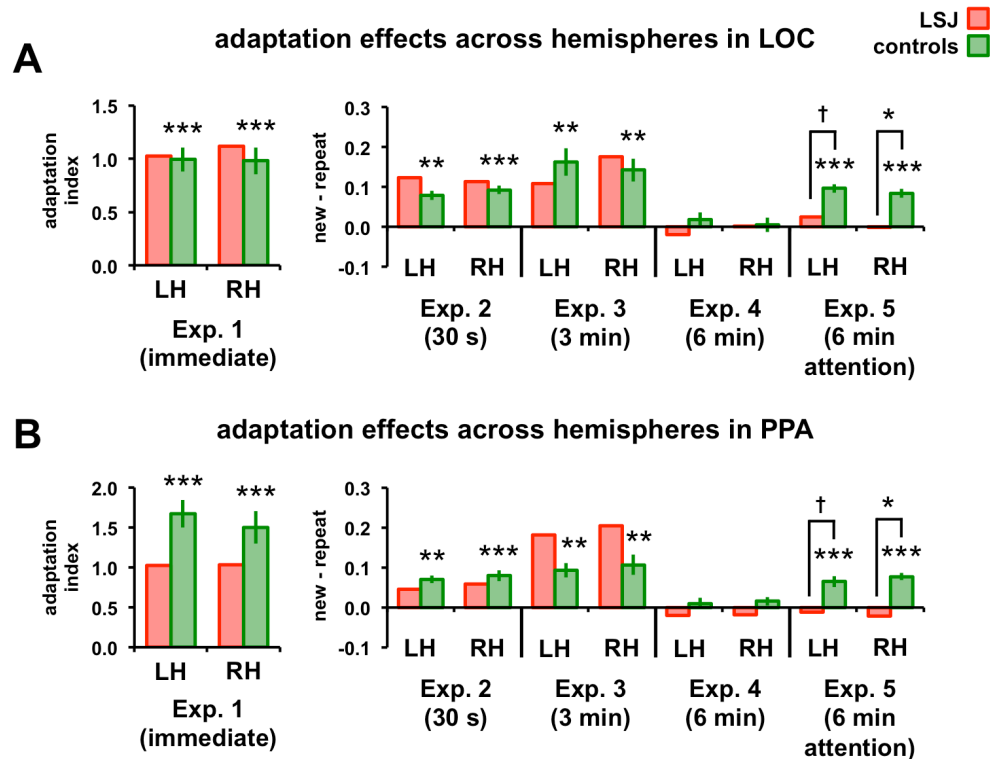 LSJ
controls
A
adaptation effects across hemispheres in LOC
adaptation
index
1.5
1.0
0.5
0.0
*** ***
LH RH
Exp. 1
(immediate)
new - repeat
0.3
0.2
0.1
0.0
-0.1
** *** ** ** † *** * ***
LH RH LH RH LH RH LH RH
Exp. 2
(30 s)
Exp. 3
(3 min)
Exp. 4
(6 min)
Exp. 5
(6 min
attention)
B
adaptation effects across hemispheres in PPA
adaptation
index
2.0
1.5
1.0
0.5
0.0
*** ***
LH RH
Exp. 1
(immediate)
new - repeat
0.3
0.2
0.1
0.0
-0.1
** *** ** ** † *** * ***
LH RH LH RH LH RH LH RH
Exp. 2
(30 s)
Exp. 3
(3 min)
Exp. 4
(6 min)
Exp. 5
(6 min
attention)